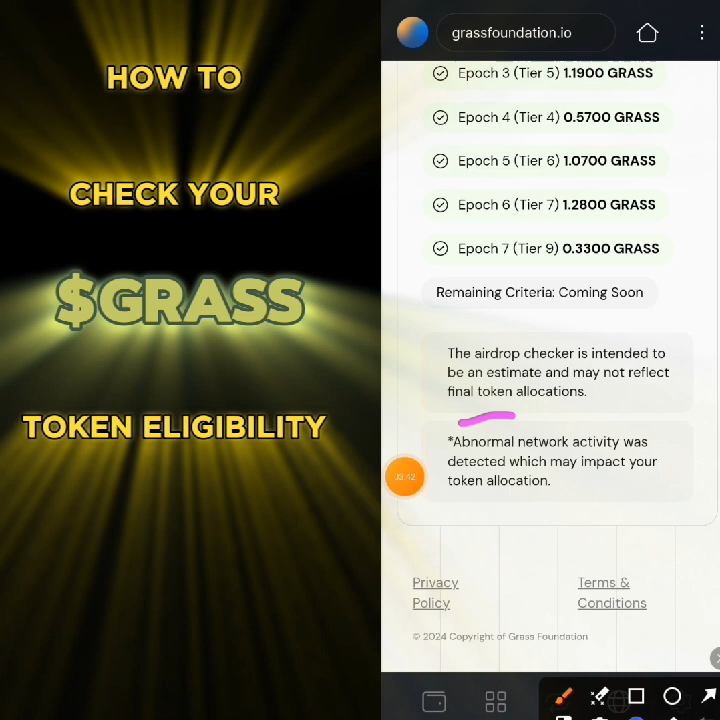 HOW TO
CHECK YOUR
$GRASS
TOKEN ELIGIBILITY
grassfoundation.io
Epoch 3 (Tier 5) 1.1900 GRASS
Epoch 4 (Tier 4) 0.5700 GRASS
Epoch 5 (Tier 6) 1.0700 GRASS
Epoch 6 (Tier 7) 1.2800 GRASS
Epoch 7 (Tier 9) 0.3300 GRASS
Remaining Criteria: Coming Soon
The airdrop checker is intended to
be an estimate and may not reflect
final token allocations.
*Abnormal network activity was
detected which may impact your
token allocation.
03:42
Privacy
Policy
Terms &
Conditions
© 2024 Copyright of Grass Foundation